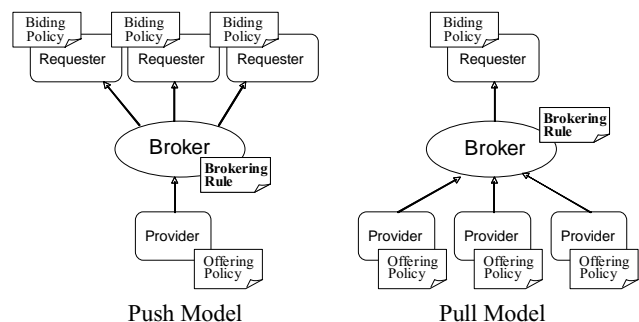 Biding
Policy
Biding
Policy
Biding
Policy
Requester
Requester
Requester
Broker
Brokering
Rule
Provider
Offering
Policy
Push Model
Biding
Policy
Requester
Brokering
Rule
Broker
Provider
Provider
Provider
Offering
Policy
Offering
Policy
Offering
Policy
Pull Model